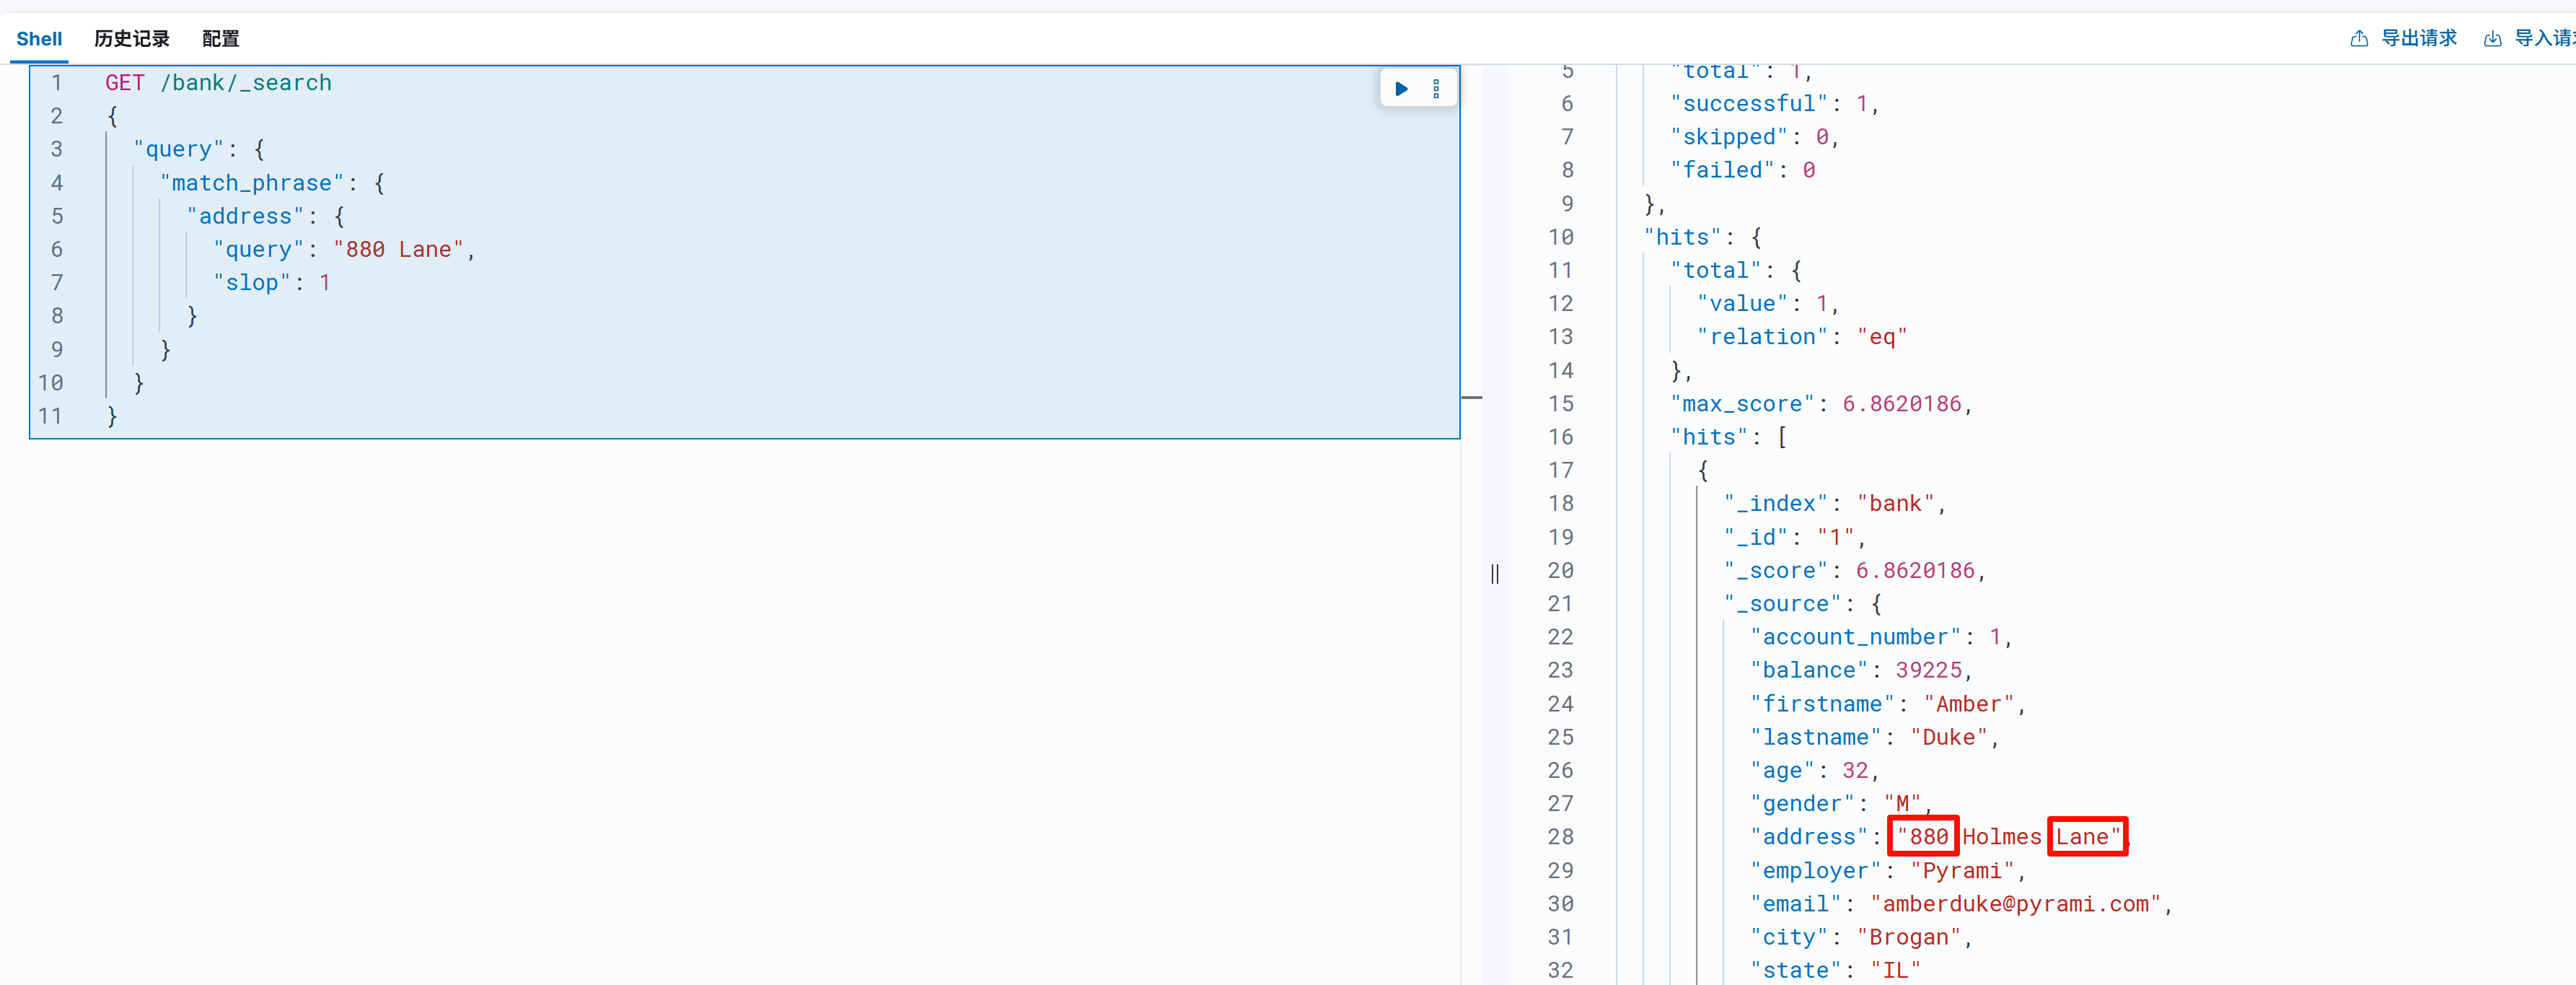 Shell 历史记录 配置 导出请求 导入请求
1 GET /bank/_search
2 {
3 "query": {
4 "match_phrase": {
5 "address": {
6 "query": "880 Lane",
7 "slop": 1
8 }
9 }
10 }
11 }
5 "total": 1,
6 "successful": 1,
7 "skipped": 0,
8 "failed": 0
9 },
10 "hits": {
11 "total": {
12 "value": 1,
13 "relation": "eq"
14 },
15 "max_score": 6.8620186,
16 "hits": [
17 {
18 "_index": "bank",
19 "_id": "1",
20 "_score": 6.8620186,
21 "_source": {
22 "account_number": 1,
23 "balance": 39225,
24 "firstname": "Amber",
25 "lastname": "Duke",
26 "age": 32,
27 "gender": "M",
28 "address": "880 Holmes Lane",
29 "employer": "Pyrami",
30 "email": "amberduke@pyrami.com",
31 "city": "Brogan",
32 "state": "IL"